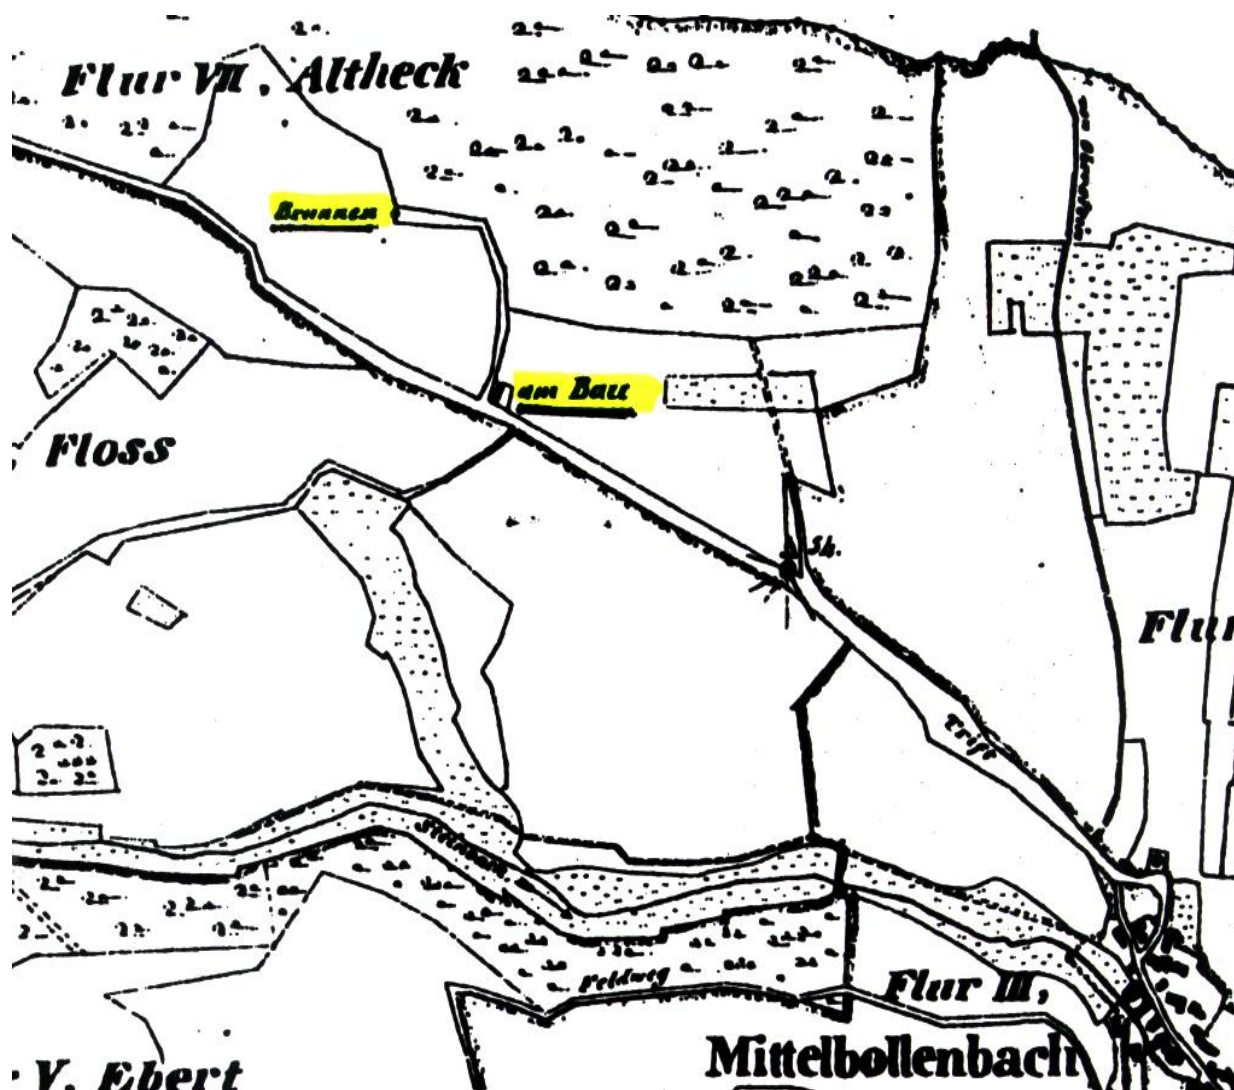 Flur VII, Altheck
Brunnen
am Bau
Floss
Sh.
Flur
Trift
Feldweg
Flur III,
Mittelbollenbach
V. Ebert